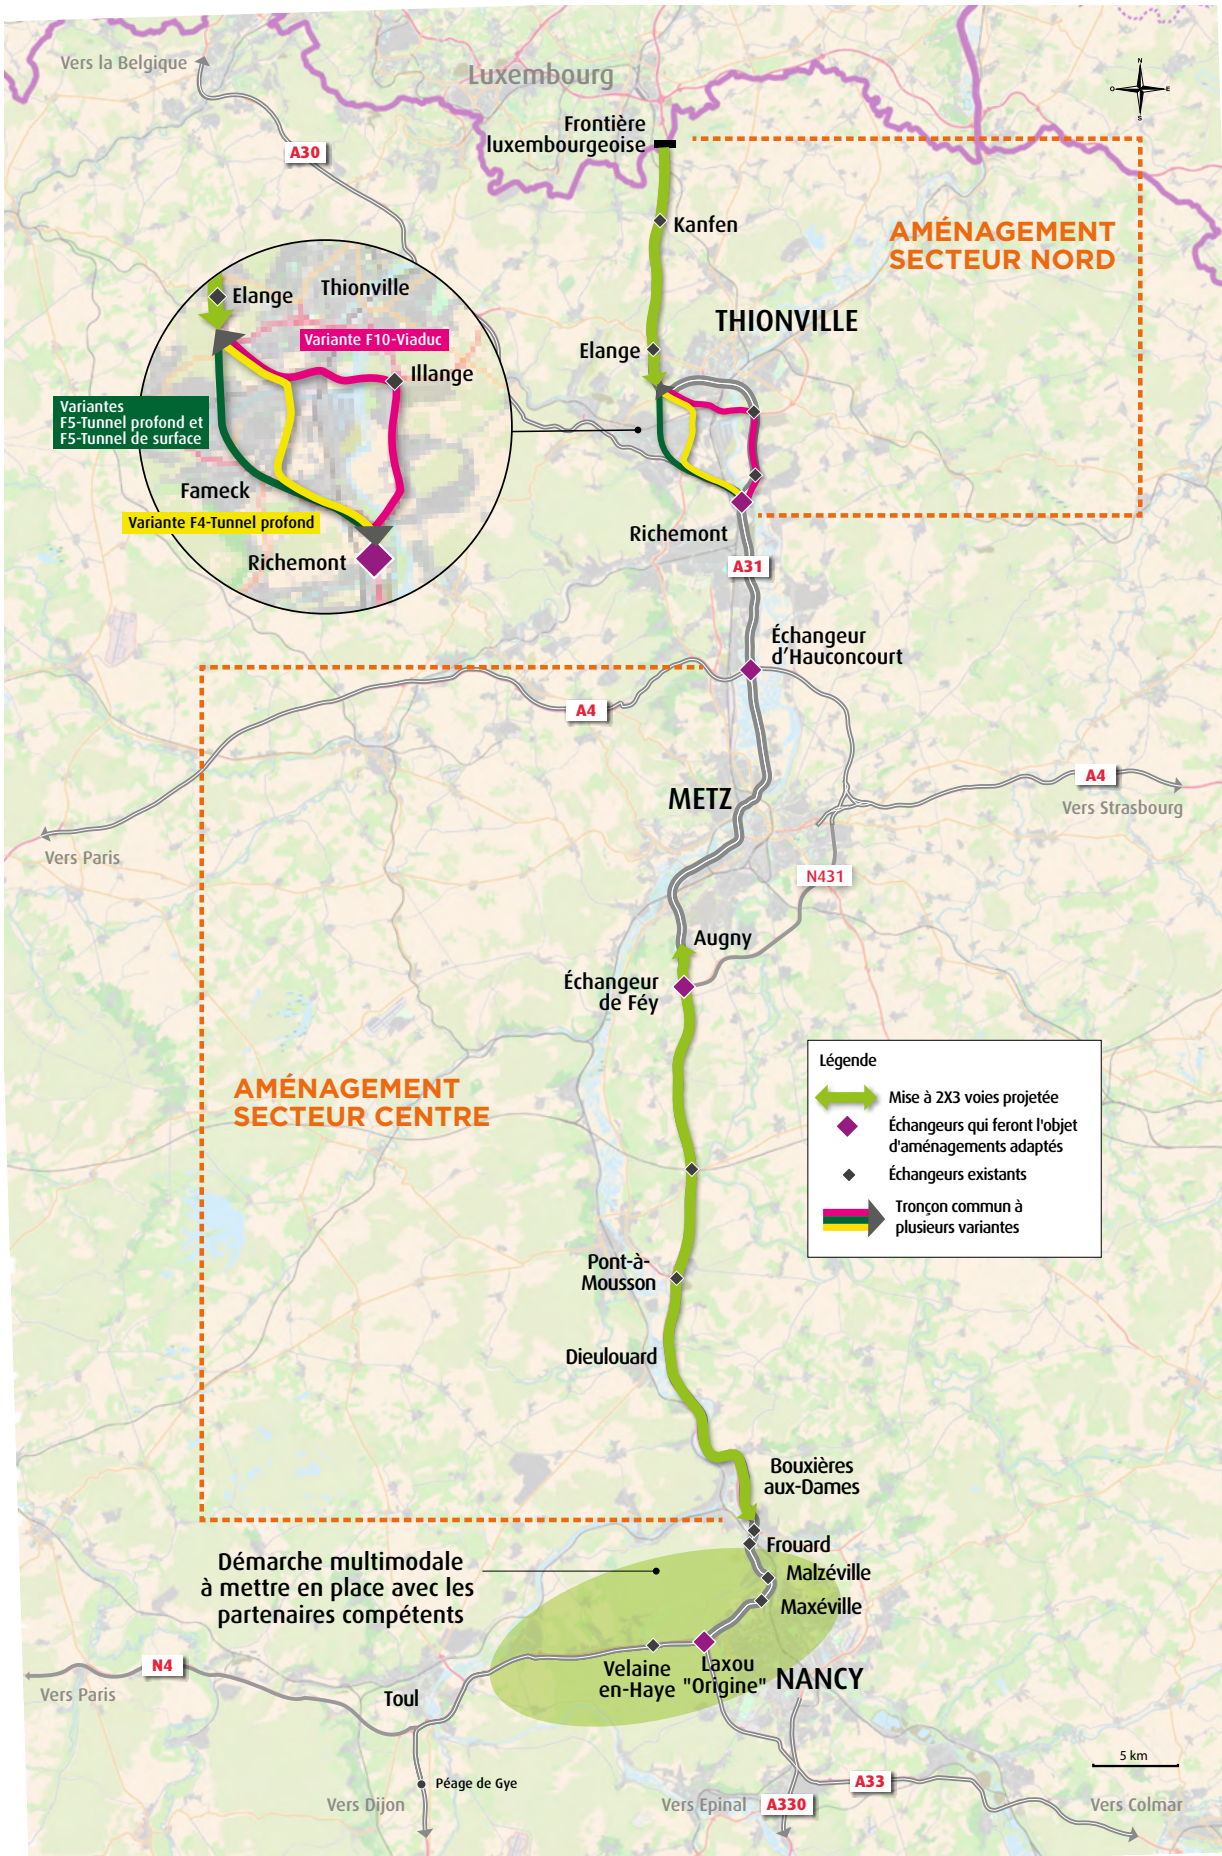 Vers la Belgique
Luxembourg
N
O
E
S
Frontière
luxembourgeoise
A30
Kanfen
AMÉNAGEMENT
SECTEUR NORD
Elange
Thionville
THIONVILLE
Variante F10-Viaduc
Elange
Illange
Variantes
F5-Tunnel profond et
F5-Tunnel de surface
Fameck
Variante F4-Tunnel profond
Richemont
Richemont
A31
Échangeur
d'Hauconcourt
A4
A4
METZ
Vers Strasbourg
Vers Paris
N431
Augny
Échangeur
de Féy
Légende
Mise à 2X3 voies projetée
Échangeurs qui feront l'objet
d'aménagements adaptés
Échangeurs existants
Tronçon commun à
plusieurs variantes
AMÉNAGEMENT
SECTEUR CENTRE
Pont-à-
Mousson
Dieulouard
Bouxières
aux-Dames
Frouard
Démarche multimodale
à mettre en place avec les
partenaires compétents
Malzéville
Maxéville
N4
Velaine
en-Haye
Laxou
"Origine"
NANCY
Vers Paris
Toul
5 km
Péage de Gye
A33
Vers Dijon
Vers Epinal
A330
Vers Colmar